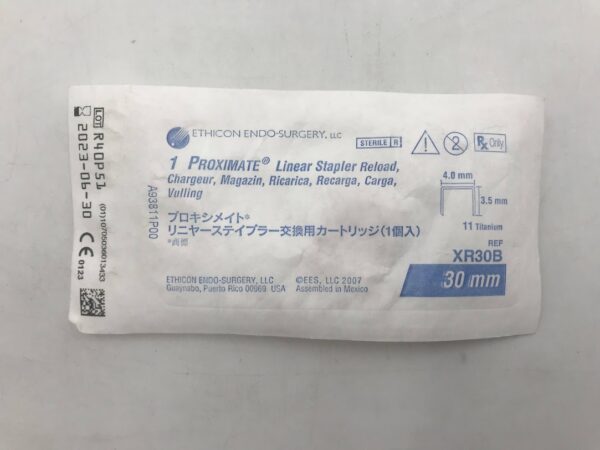 ETHICON ENDO-SURGERY, LLC
STERILE R
Rx Only
1 PROXIMATE® Linear Stapler Reload,
Chargeur, Magazin, Ricarica, Recarga, Carga,
Vulling
プロキシメイト*
リニヤーステイプラー交換用カートリッジ(1個入)
*商標
4.0 mm
3.5 mm
11 Titanium
REF
XR30B
30 mm
ETHICON ENDO-SURGERY, LLC
Guaynabo, Puerto Rico 00969 USA
©EES, LLC 2007
Assembled in Mexico
A93811P00
LOT R40P51
2023-06-30
CE
0123
2